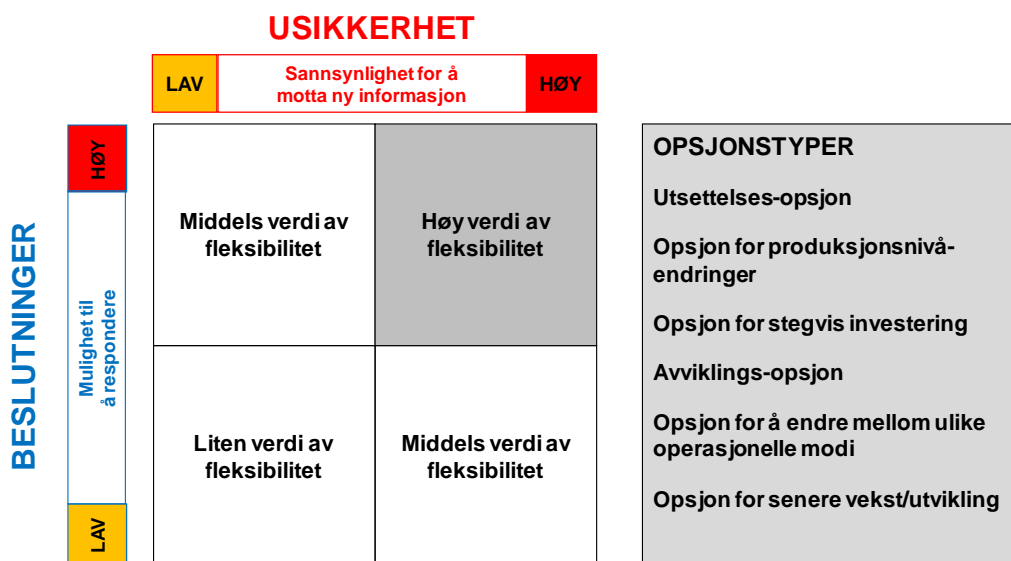 USIKKERHET
LAV
Sannsynlighet for å
motta ny informasjon
HØY
BESLUTNINGER
HØY
Mulighet til
å respondere
LAV
Middels verdi av
fleksibilitet
Høy verdi av
fleksibilitet
Liten verdi av
fleksibilitet
Middels verdi av
fleksibilitet
OPSJONSTYPER
Utsettelses-opsjon
Opsjon for produksjonsnivå-
endringer
Opsjon for stegvis investering
Avviklings-opsjon
Opsjon for å endre mellom ulike
operasjonelle modi
Opsjon for senere vekst/utvikling